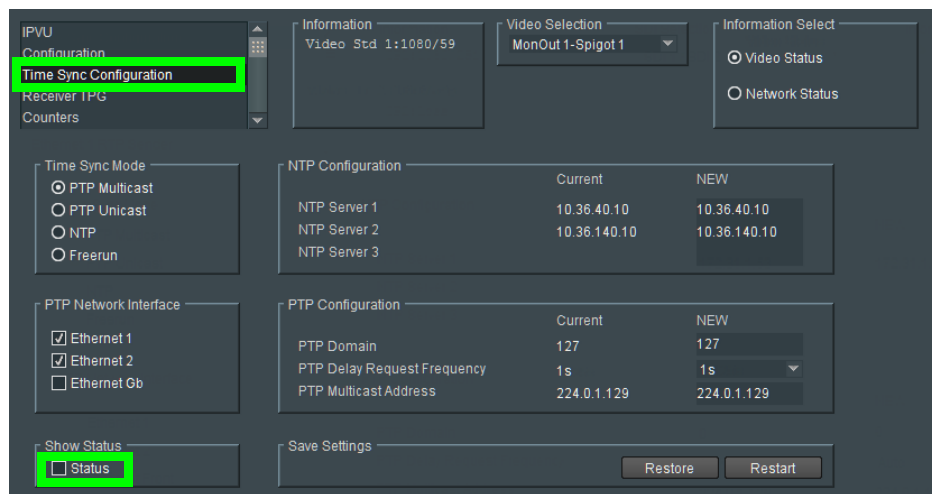 IPVU
Configuration
Time Sync Configuration
Receiver TPG
Counters
Information
Video Std 1:1080/59
Video Selection
MonOut 1-Spigot 1
Information Select
Video Status
Network Status
Time Sync Mode
PTP Multicast
PTP Unicast
NTP
Freerun
NTP Configuration
Current NEW
NTP Server 1 10.36.40.10 10.36.40.10
NTP Server 2 10.36.140.10 10.36.140.10
NTP Server 3
PTP Network Interface
Ethernet 1
Ethernet 2
Ethernet Gb
PTP Configuration
Current NEW
PTP Domain 127 127
PTP Delay Request Frequency 1s 1s
PTP Multicast Address 224.0.1.129 224.0.1.129
Show Status
Status
Save Settings
Restore Restart